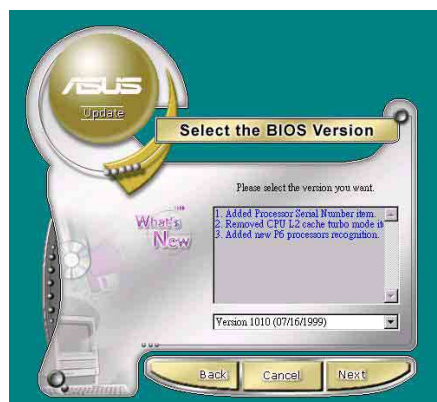 ASUS
Update
Select the BIOS Version
Please select the version you want.
What's
New
1. Added Processor Serial Number item.
2. Removed CPU L2 cache turbo mode it
3. Added new P6 processors recognition.
Version 1010 (07/16/1999)
Back
Cancel
Next